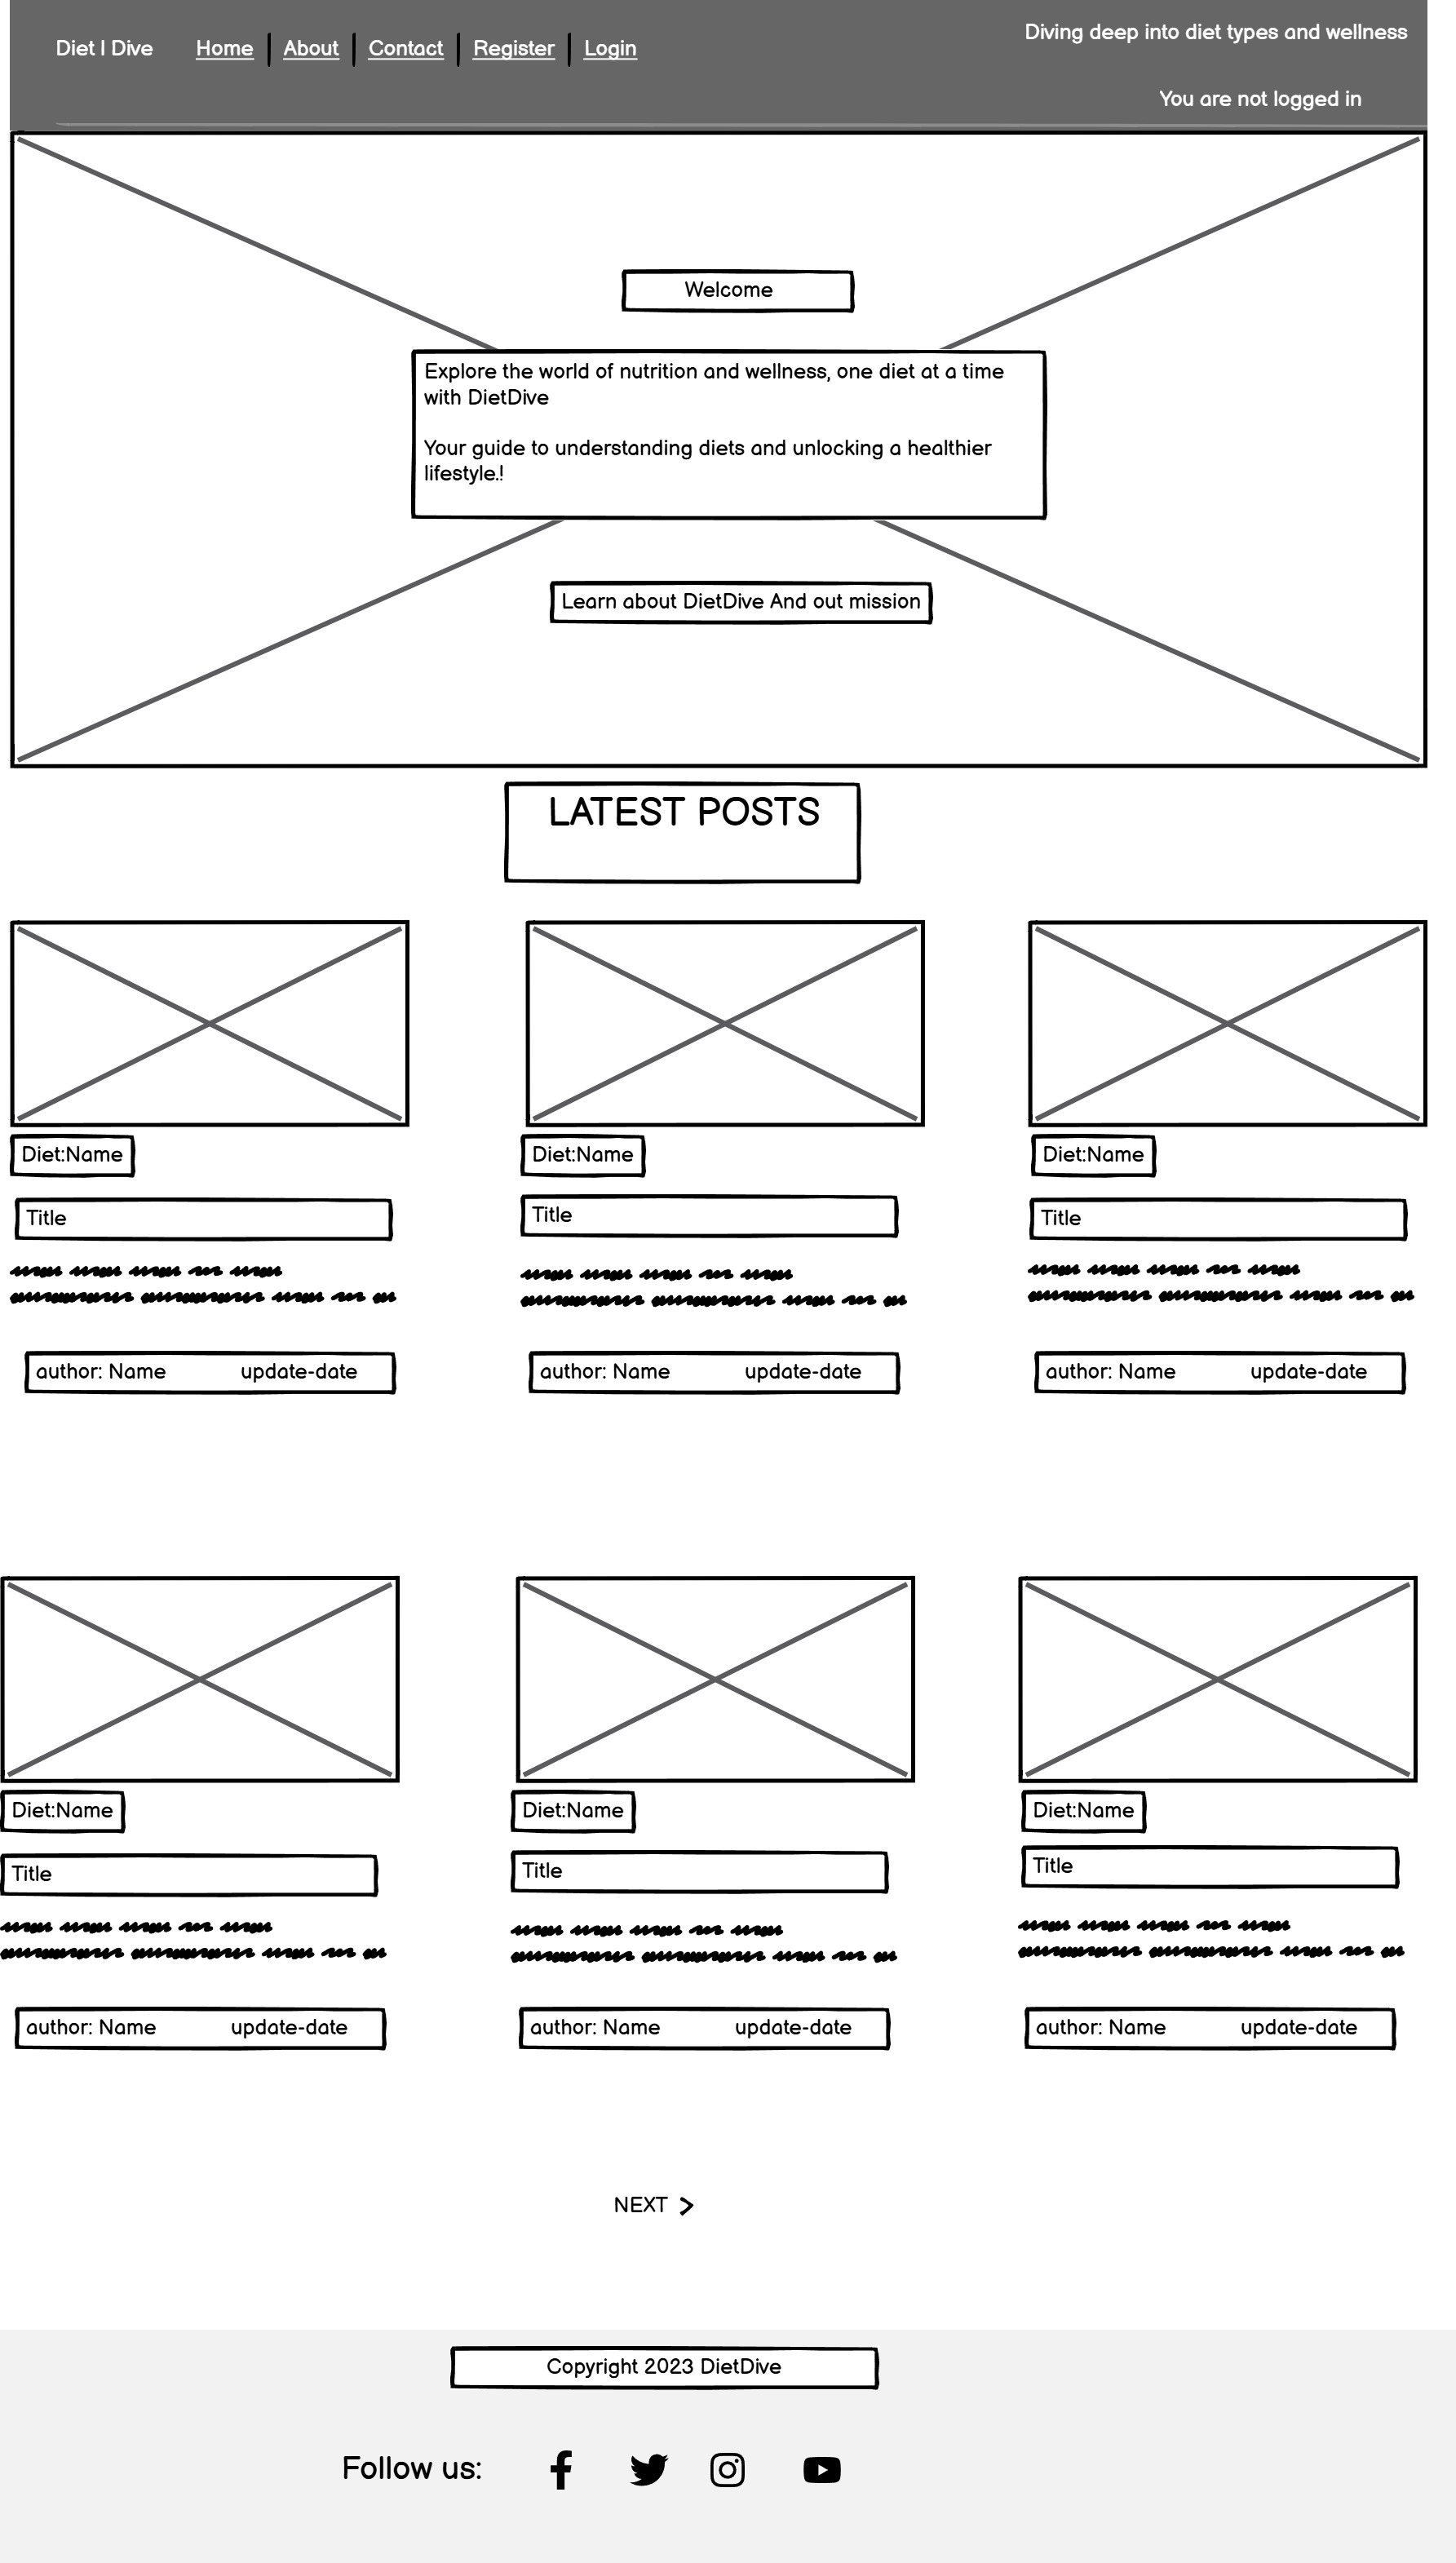 Diet | Dive Home About Contact Register Login
Diving deep into diet types and wellness
You are not logged in
Welcome
Explore the world of nutrition and wellness, one diet at a time
with DietDive
Your guide to understanding diets and unlocking a healthier
lifestyle.!
Learn about DietDive And out mission
LATEST POSTS
Diet:Name
Title
author: Name update-date
Diet:Name
Title
author: Name update-date
Diet:Name
Title
author: Name update-date
Diet:Name
Title
author: Name update-date
Diet:Name
Title
author: Name update-date
Diet:Name
Title
author: Name update-date
NEXT
Copyright 2023 DietDive
Follow us: